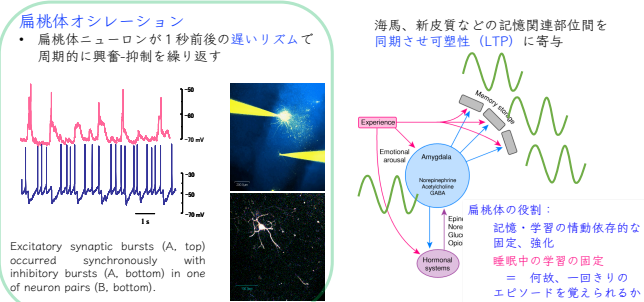 扁桃体オシレーション
• 扁桃体ニューロンが1秒前後の遅いリズムで
周期的に興奮-抑制を繰り返す
-50
-60
-70 mV
-30
-50
-70 mV
1 s
Excitatory synaptic bursts (A, top)
occurred synchronously with
inhibitory bursts (A, bottom) in one
of neuron pairs (B, bottom).
海馬、新皮質などの記憶関連部位間を
同期させ可塑性（LTP）に寄与
Memory storage
Experience
Emotional
arousal
Amygdala
Norepinephrine
Acetylcholine
GABA
Hormonal
systems
扁桃体の役割：
記憶・学習の情動依存的な
固定、強化
睡眠中の学習の固定
＝ 何故、一回きりの
エピソードを覚えられるか